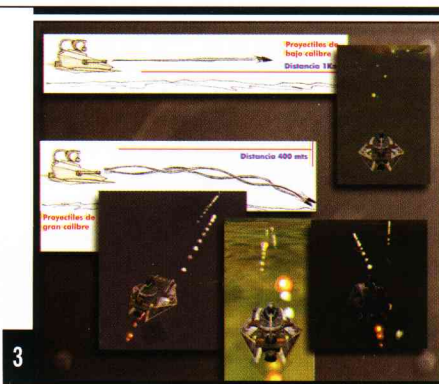 Proyectiles de
bajo calibre
Distancia 1K
Distancia 400 mts
Proyectiles de
gran calibre
3